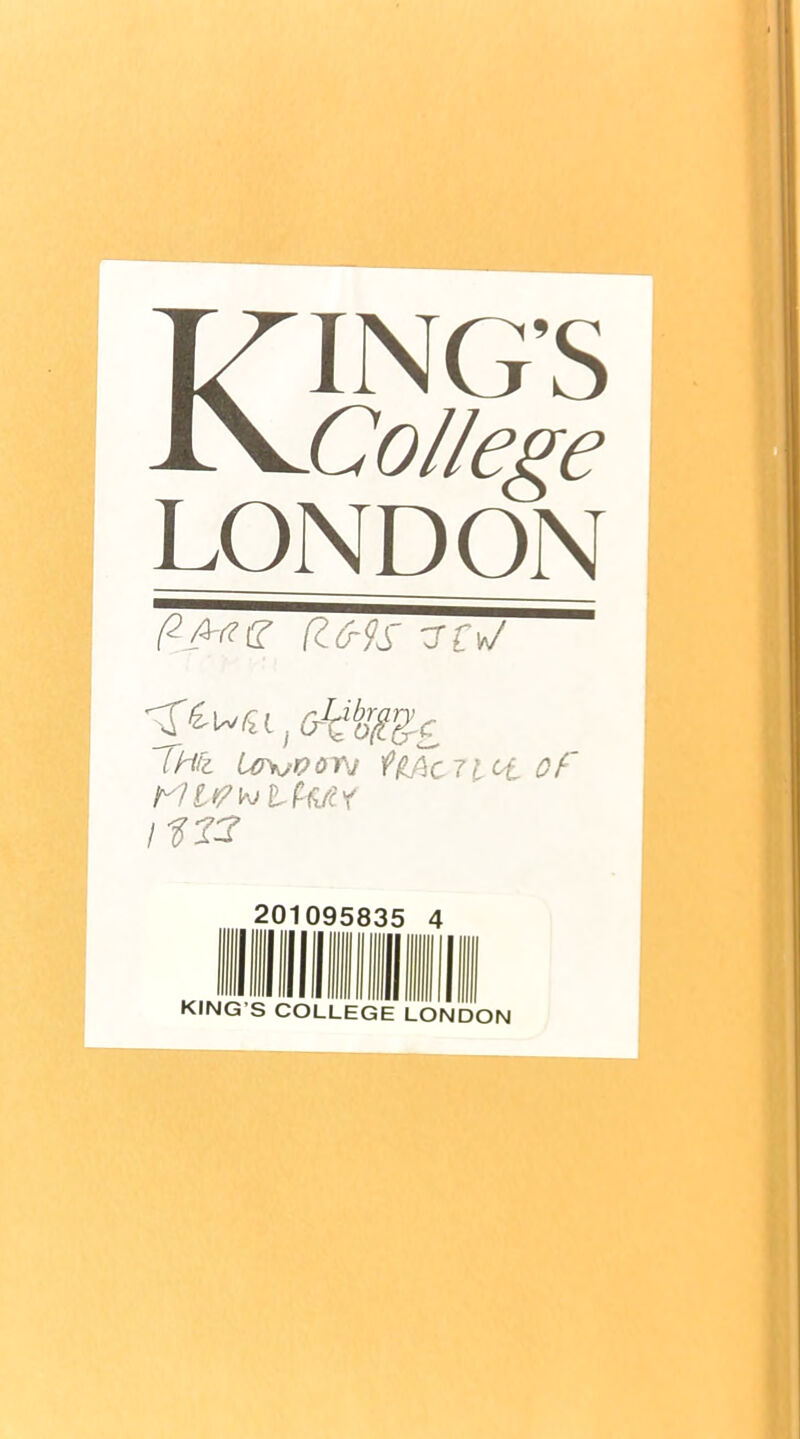 KING'S
College
LONDON
RARE RG95 JEW
Library
JEWEL, GEORGE
THE LONDON PRACTICE OF
MIDWIFERY
1833
201095835 4
KING'S COLLEGE LONDON